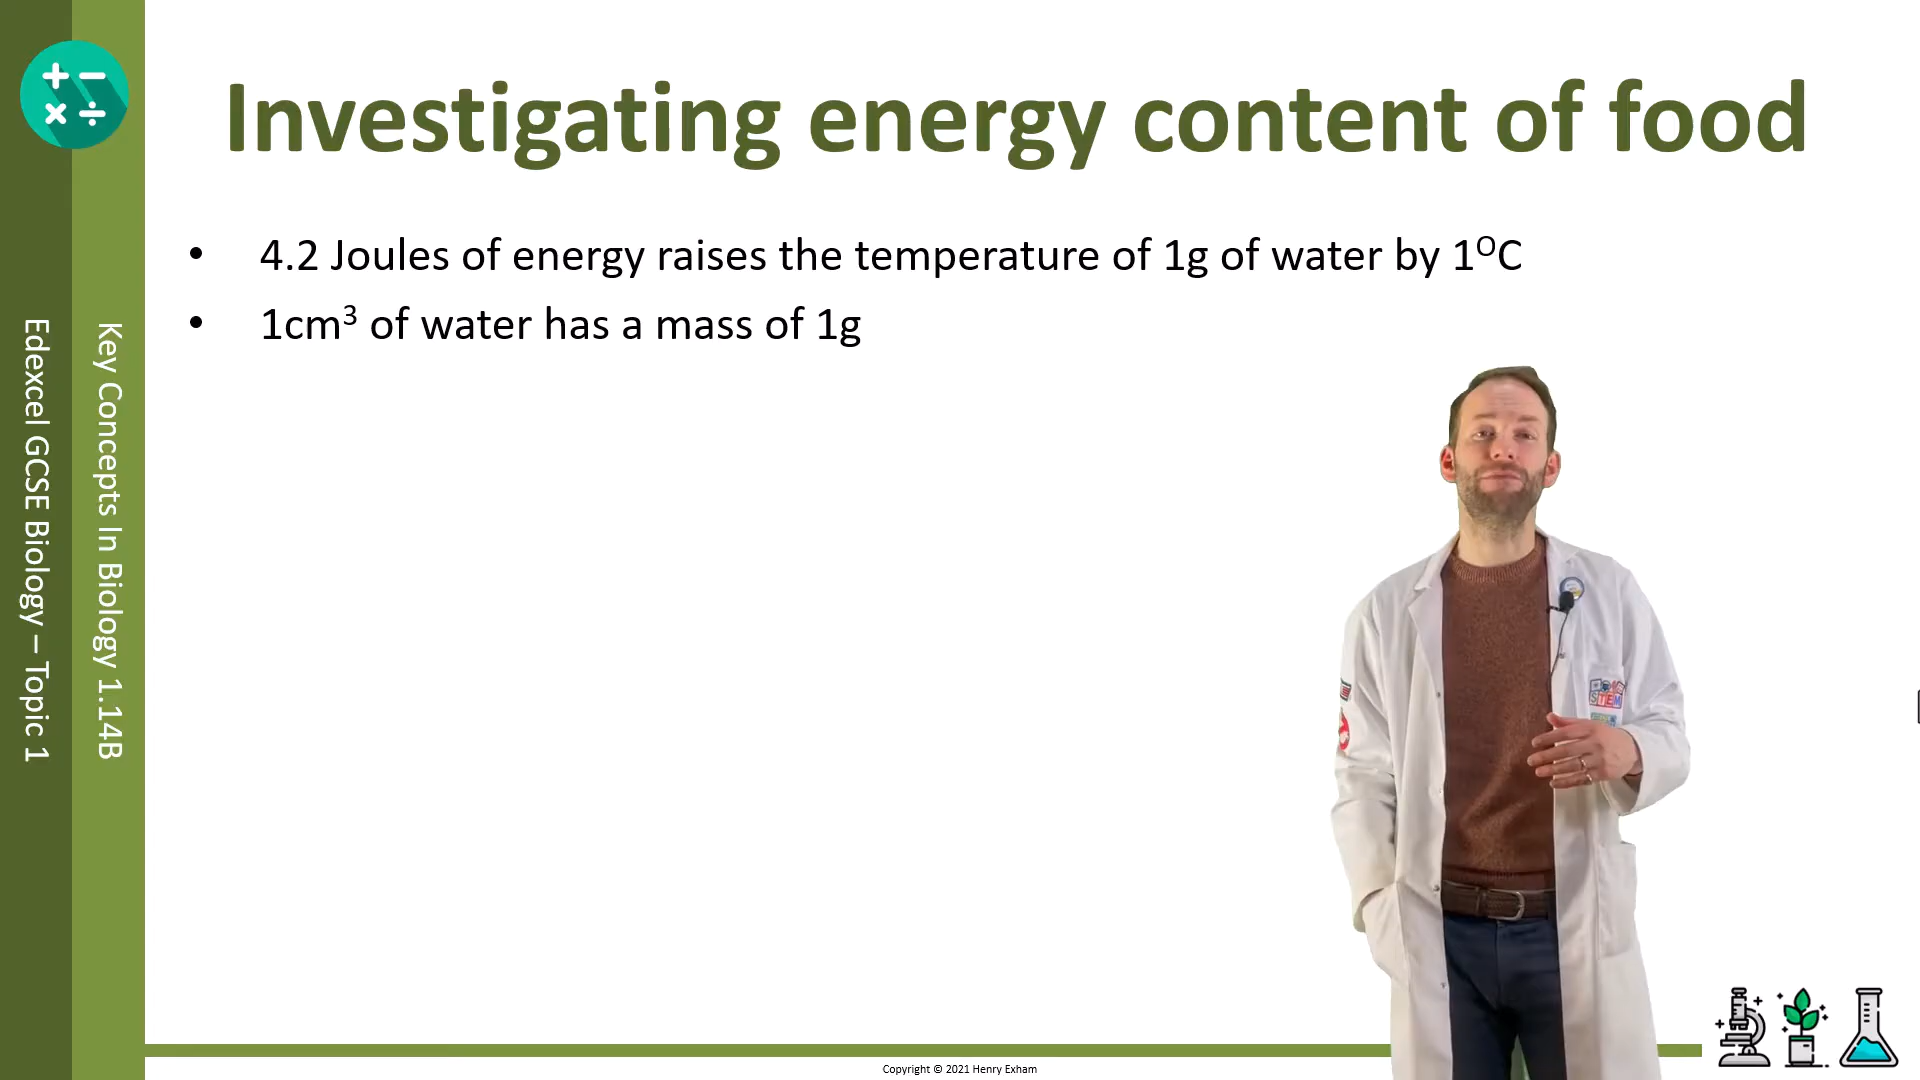 Investigating energy content of food
• 4.2 Joules of energy raises the temperature of 1g of water by 1ᴼC
• 1cm³ of water has a mass of 1g
Key Concepts In Biology 1.14B
Edexcel GCSE Biology – Topic 1
STEM
Copyright © 2021 Henry Exham